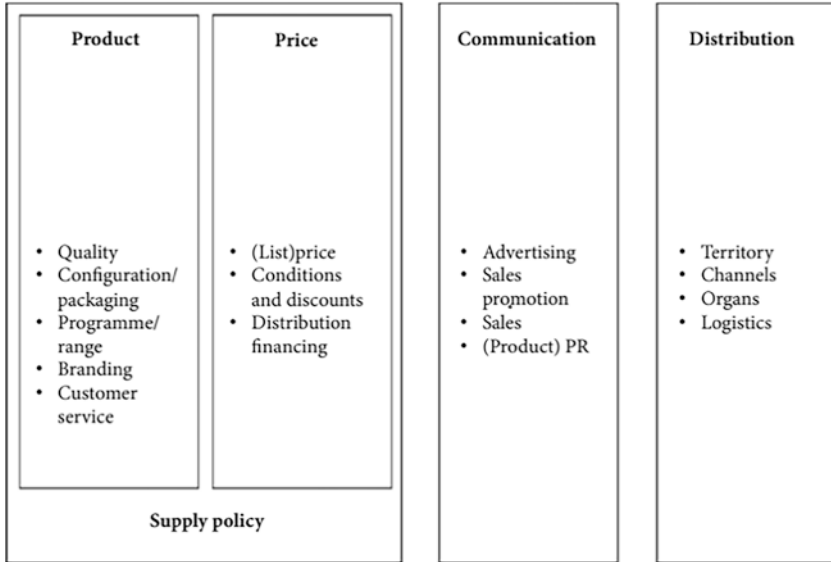 Product
• Quality
• Configuration/
packaging
• Programme/
range
• Branding
• Customer
service
Price
• (List)price
• Conditions
and discounts
• Distribution
financing
Supply policy
Communication
• Advertising
• Sales
promotion
• Sales
• (Product) PR
Distribution
• Territory
• Channels
• Organs
• Logistics